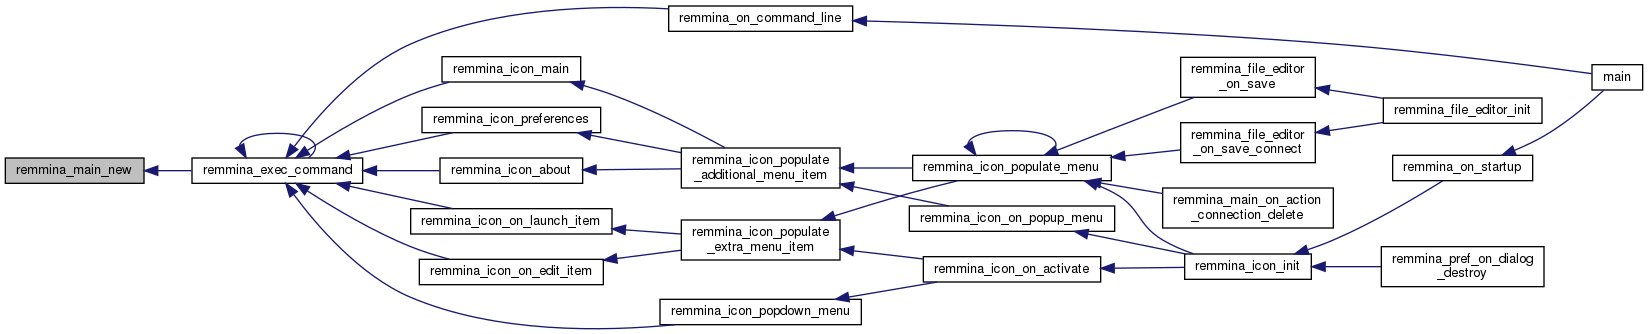 remmina_main_new
remmina_exec_command
remmina_on_command_line
remmina_icon_main
remmina_icon_preferences
remmina_icon_about
remmina_icon_on_launch_item
remmina_icon_on_edit_item
remmina_icon_popdown_menu
remmina_icon_populate
_additional_menu_item
remmina_icon_populate
_extra_menu_item
remmina_icon_populate_menu
remmina_icon_on_popup_menu
remmina_icon_on_activate
remmina_file_editor
_on_save
remmina_file_editor
_on_save_connect
remmina_main_on_action
_connection_delete
remmina_icon_init
main
remmina_file_editor_init
remmina_on_startup
remmina_pref_on_dialog
_destroy